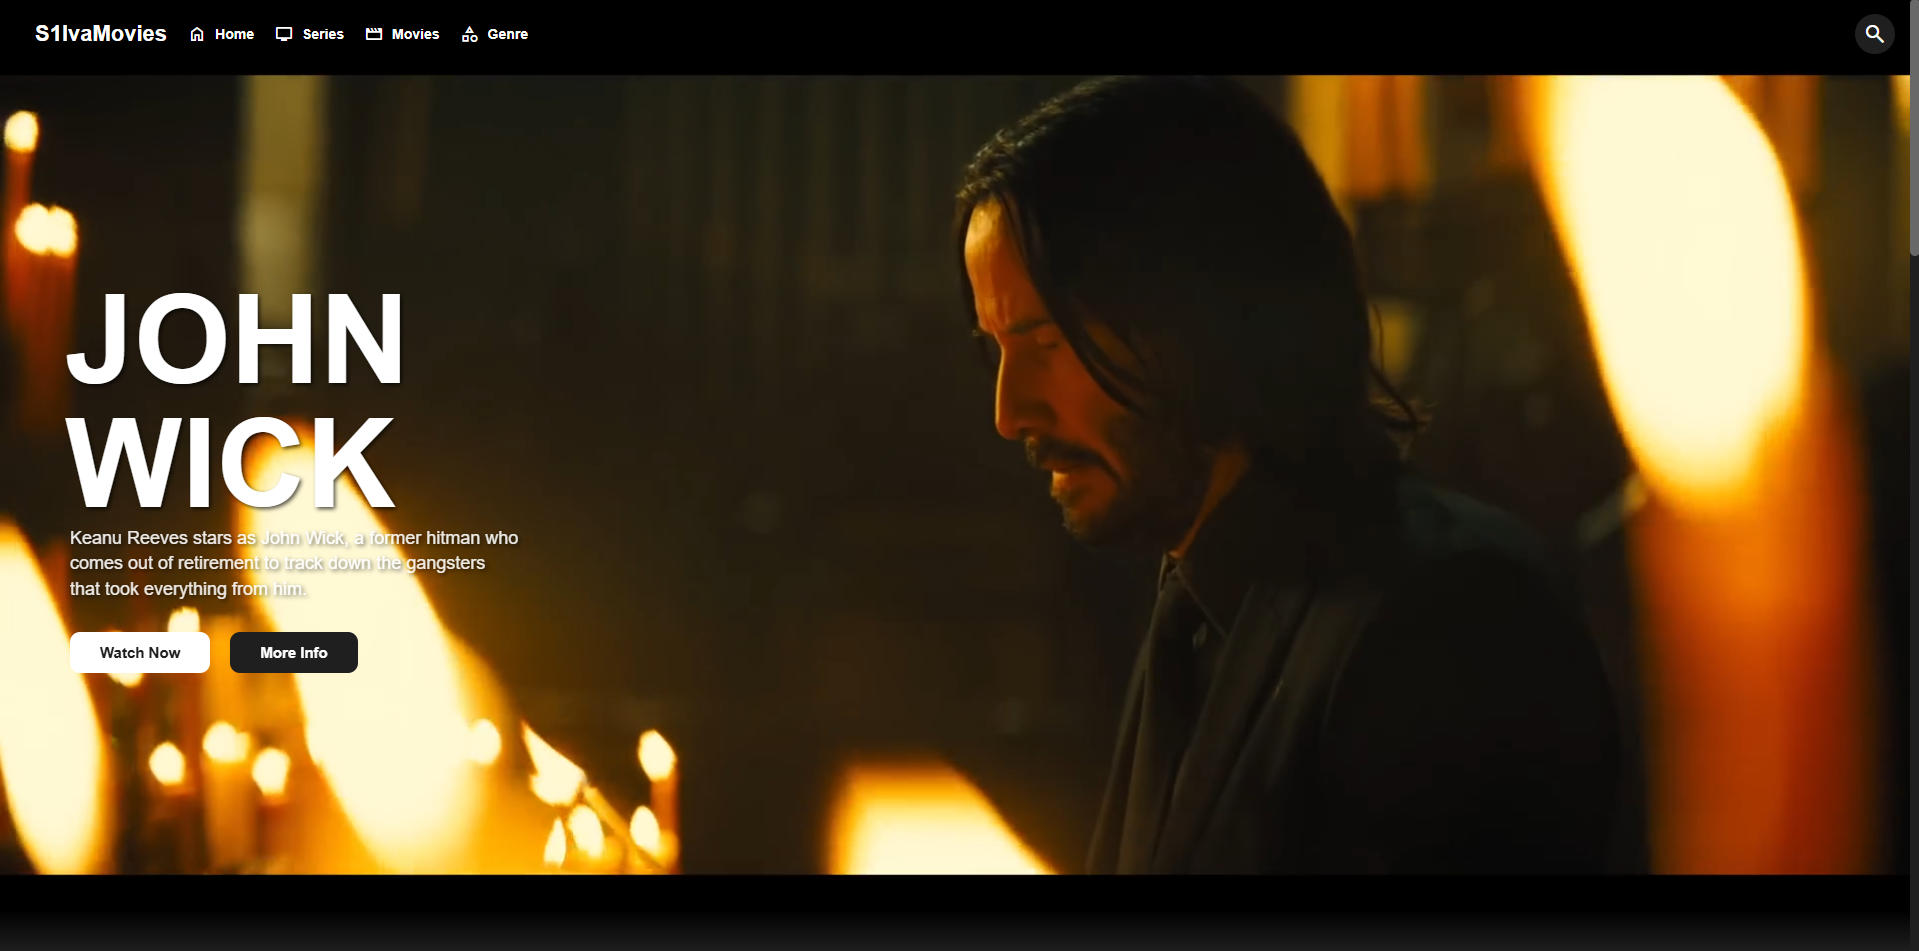 S1lvaMovies
Home
Series
Movies
Genre
JOHN
WICK
Keanu Reeves stars as John Wick, a former hitman who
comes out of retirement to track down the gangsters
that took everything from him.
Watch Now
More Info